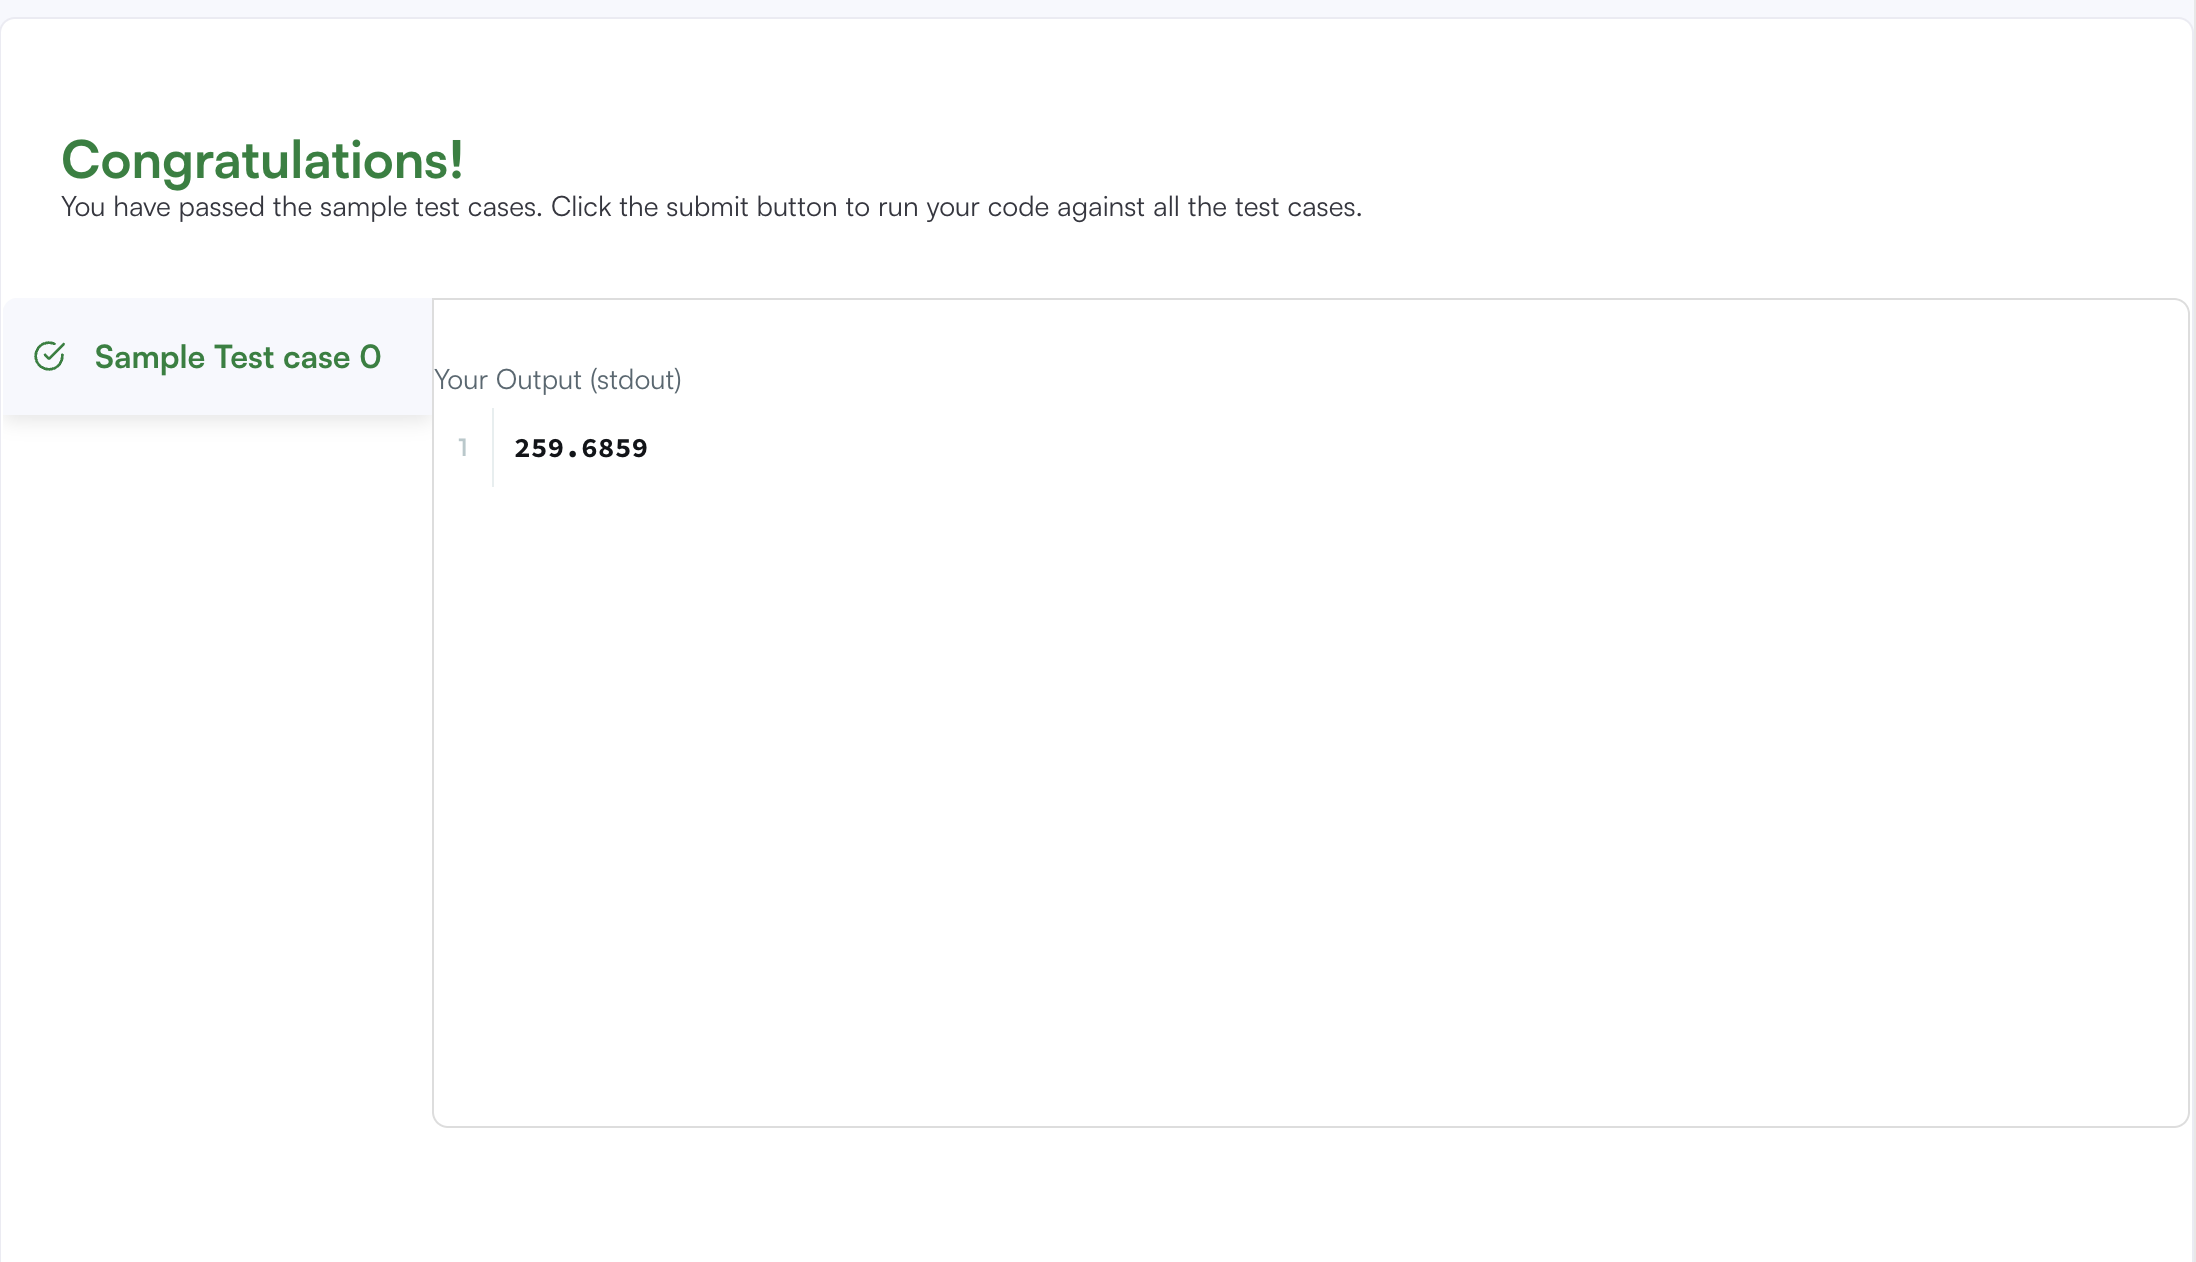 Congratulations!
You have passed the sample test cases. Click the submit button to run your code against all the test cases.
Sample Test case 0
Your Output (stdout)
1
259.6859